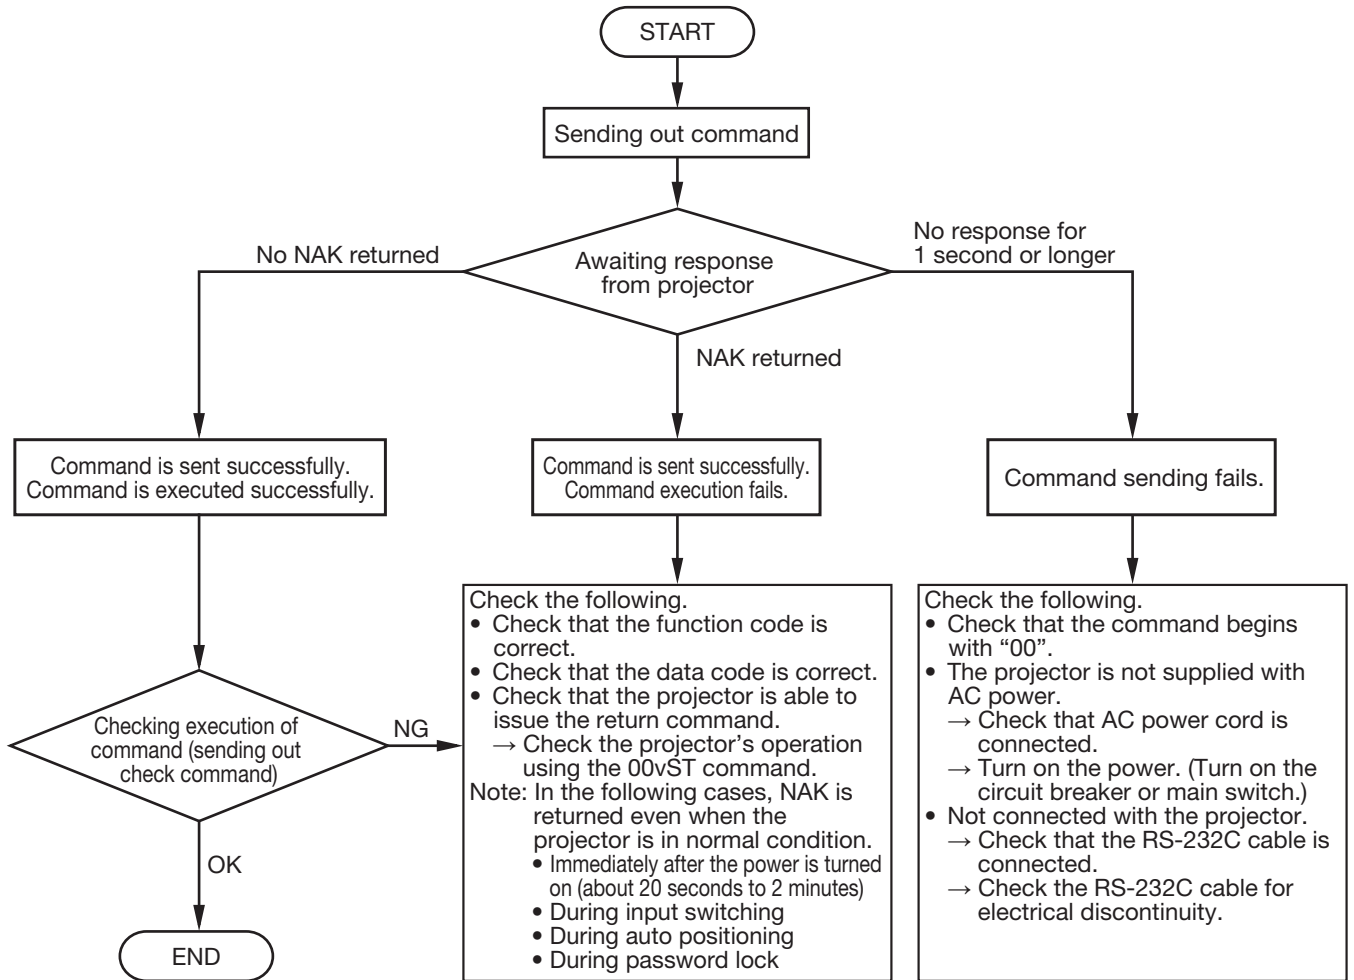 START
Sending out command
Awaiting response
from projector
No NAK returned
No response for
1 second or longer
NAK returned
Command is sent successfully.
Command is executed successfully.
Command is sent successfully.
Command execution fails.
Command sending fails.
Checking execution of
command (sending out
check command)
NG
OK
END
Check the following.
• Check that the function code is
correct.
• Check that the data code is correct.
• Check that the projector is able to
issue the return command.
→ Check the projector's operation
using the 00vST command.
Note: In the following cases, NAK is
returned even when the
projector is in normal condition.
• Immediately after the power is turned
on (about 20 seconds to 2 minutes)
• During input switching
• During auto positioning
• During password lock
Check the following.
• Check that the command begins
with “00”.
• The projector is not supplied with
AC power.
→ Check that AC power cord is
connected.
→ Turn on the power. (Turn on the
circuit breaker or main switch.)
• Not connected with the projector.
→ Check that the RS-232C cable is
connected.
→ Check the RS-232C cable for
electrical discontinuity.